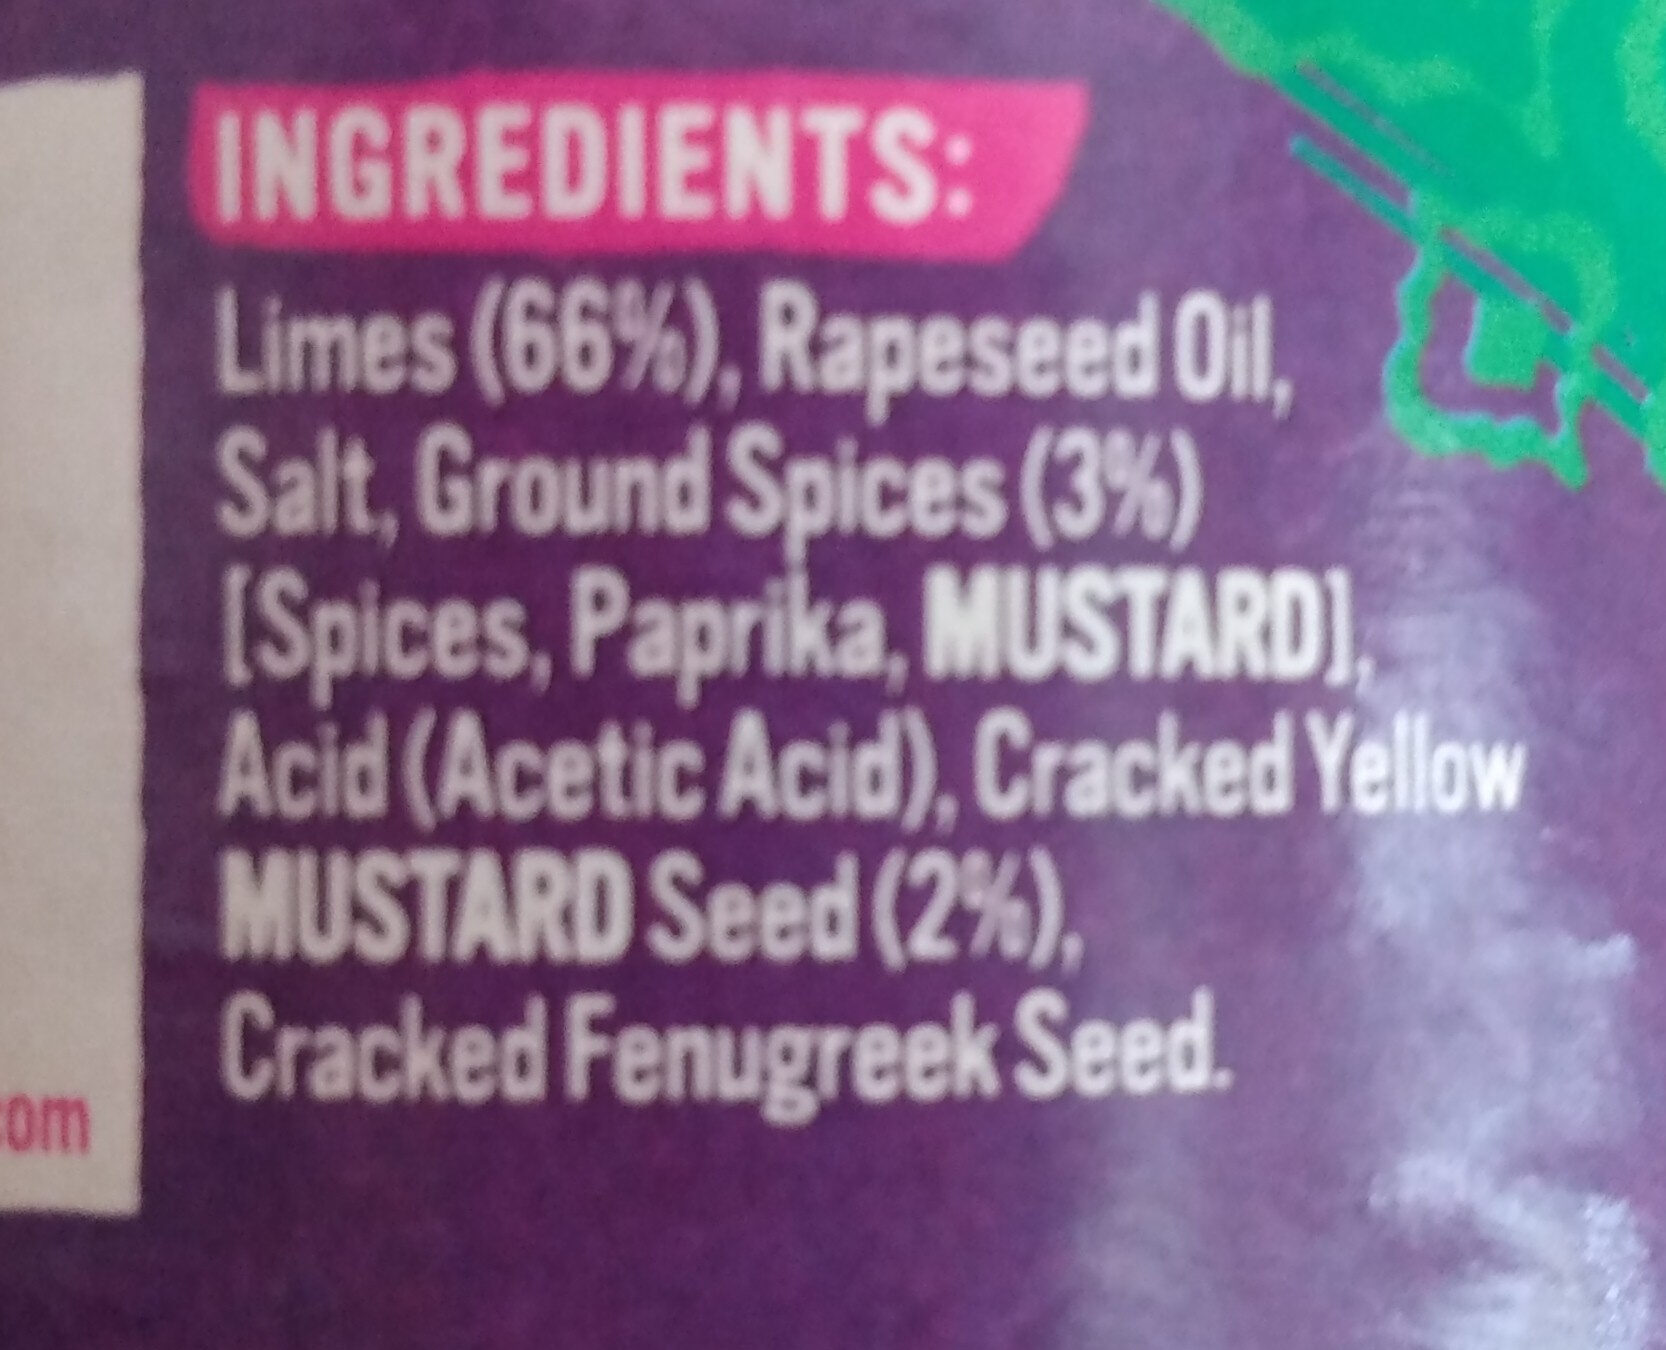 INGREDIENTS:
Limes (66%), Rapeseed Oil,
Salt, Ground Spices (3%)
[Spices, Paprika, MUSTARD],
Acid (Acetic Acid), Cracked Yellow
MUSTARD Seed (2%),
Cracked Fenugreek Seed.
com